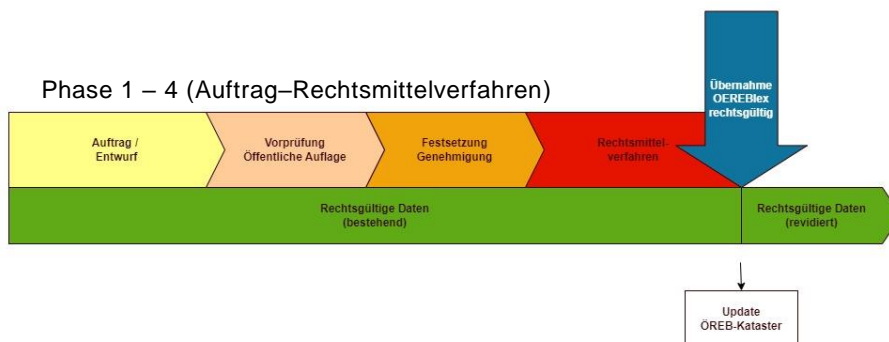 Phase 1 – 4 (Auftrag–Rechtsmittelverfahren)
Übernahme
OEREBlex
rechtsgültig
Auftrag /
Entwurf
Vorprüfung
Öffentliche Auflage
Festsetzung
Genehmigung
Rechtsmittel-
verfahren
Rechtsgültige Daten
(bestehend)
Rechtsgültige Daten
(revidiert)
Update
ÖREB-Kataster